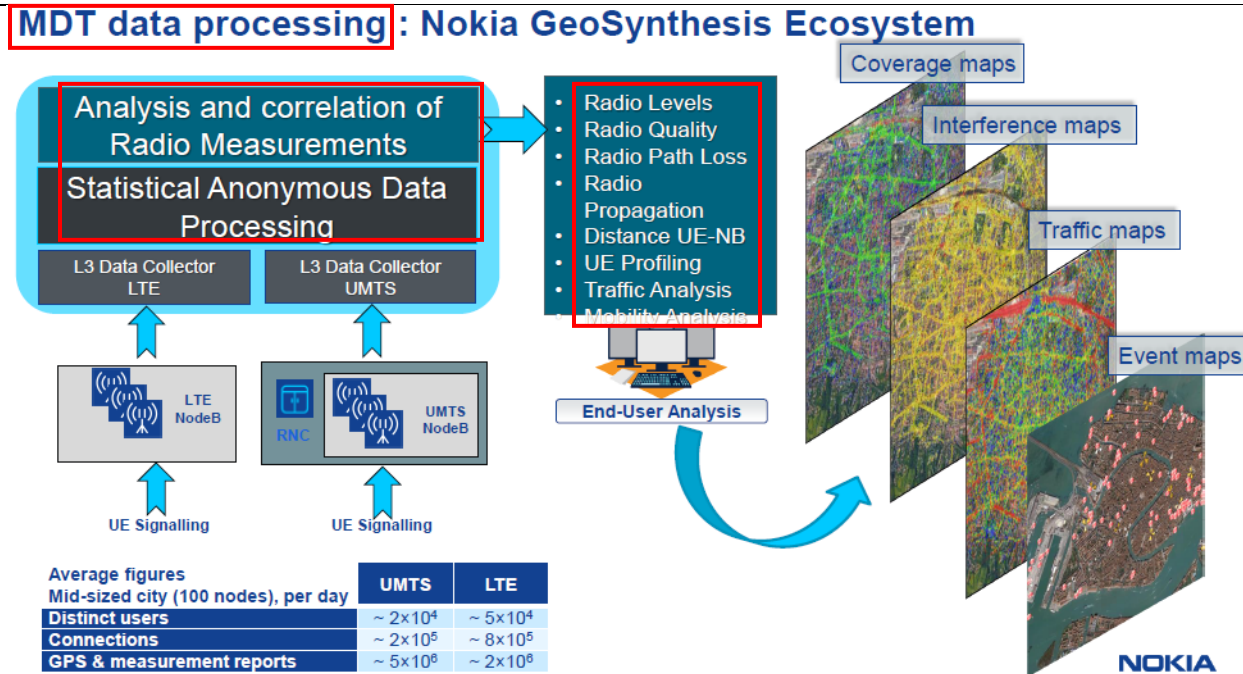 MDT data processing : Nokia GeoSynthesis Ecosystem
Analysis and correlation of
Radio Measurements
Statistical Anonymous Data
Processing
L3 Data Collector
LTE
L3 Data Collector
UMTS
LTE
NodeB
RNC
UMTS
NodeB
UE Signalling
UE Signalling
• Radio Levels
• Radio Quality
• Radio Path Loss
• Radio
Propagation
• Distance UE-NB
• UE Profiling
• Traffic Analysis
• Mobility Analysis
End-User Analysis
Coverage maps
Interference maps
Traffic maps
Event maps
Average figures
Mid-sized city (100 nodes), per day UMTS LTE
Distinct users ~ 2×10⁴ ~ 5×10⁴
Connections ~ 2×10⁵ ~ 8×10⁵
GPS & measurement reports ~ 5×10⁶ ~ 2×10⁶
NOKIA